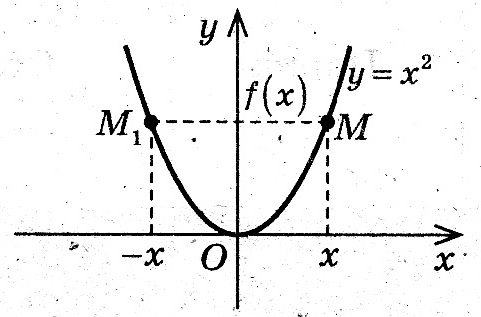 y
y = x²
f(x)
M₁ M
−x O x x